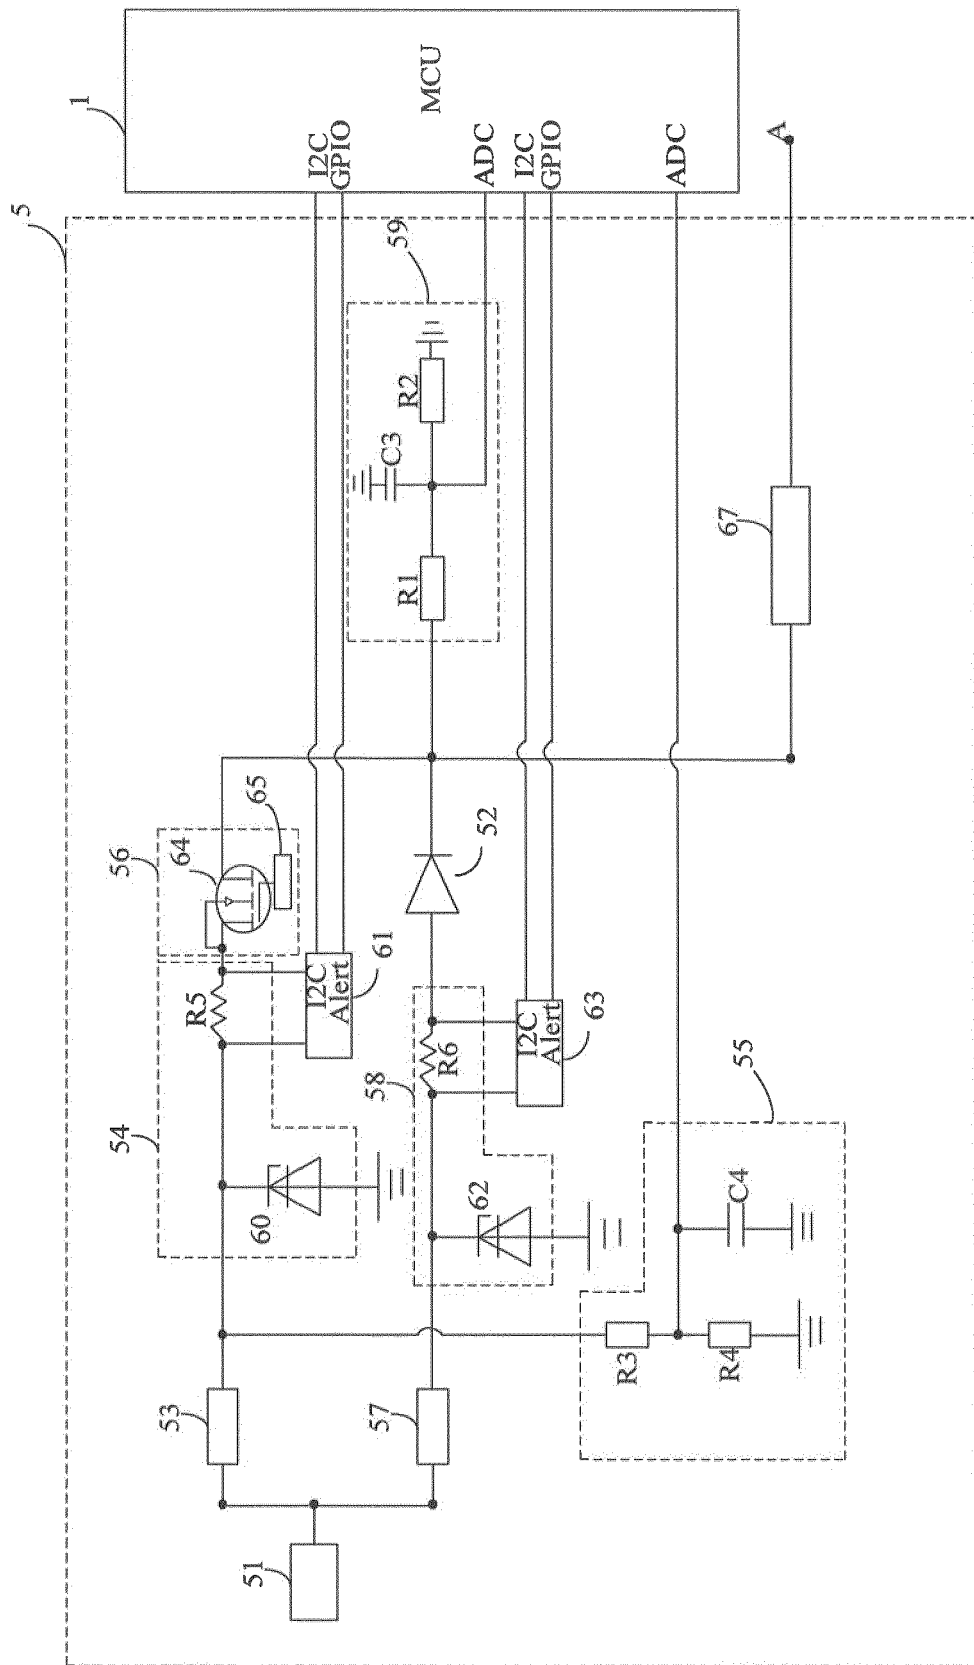 1
MCU
I2C
GPIO
ADC
I2C
GPIO
ADC
A
5
59
R2
C3
R1
67
56
64
65
52
R5
I2C
Alert
61
R6
I2C
Alert
63
58
54
60
62
55
C4
R3
R4
53
57
51